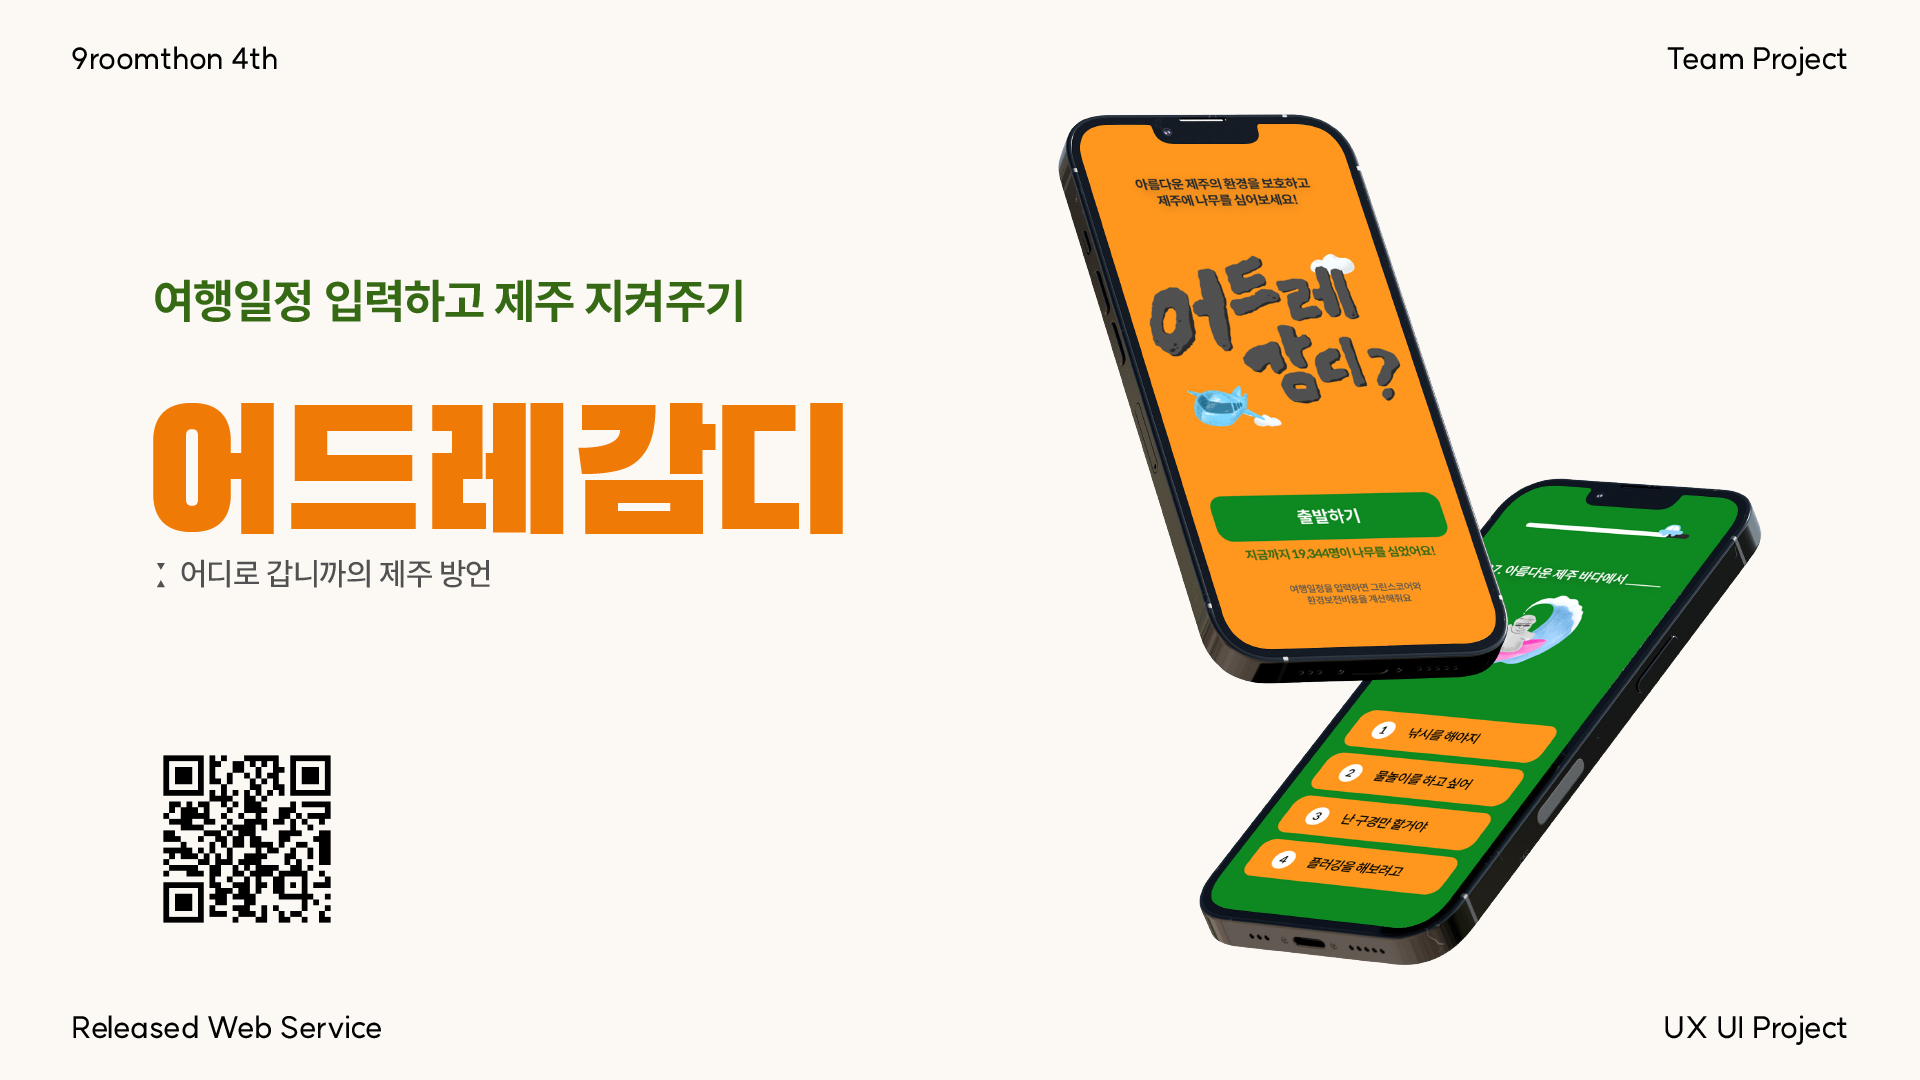 9roomthon 4th
Team Project
여행일정 입력하고 제주 지켜주기
어드레감디
: 어디로 갑니까의 제주 방언
아름다운 제주의 환경을 보호하고
제주에 나무를 심어보세요!
어드레
감디?
출발하기
지금까지 19,344명이 나무를 심었어요!
여행일정을 입력하면 그린스코어와
환경보전비용을 계산해줘요
7. 아름다운 제주 바다에서____
1 낚시를 해야지
2 물놀이를 하고 싶어
3 난 구경만 할거야
4 플러깅을 해보려고
Released Web Service
UX UI Project